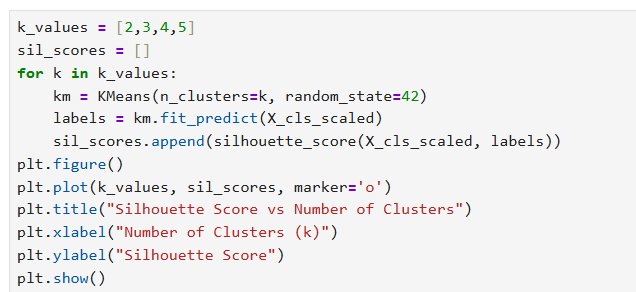 k_values = [2,3,4,5]
sil_scores = []
for k in k_values:
    km = KMeans(n_clusters=k, random_state=42)
    labels = km.fit_predict(X_cls_scaled)
    sil_scores.append(silhouette_score(X_cls_scaled, labels))
plt.figure()
plt.plot(k_values, sil_scores, marker='o')
plt.title("Silhouette Score vs Number of Clusters")
plt.xlabel("Number of Clusters (k)")
plt.ylabel("Silhouette Score")
plt.show()